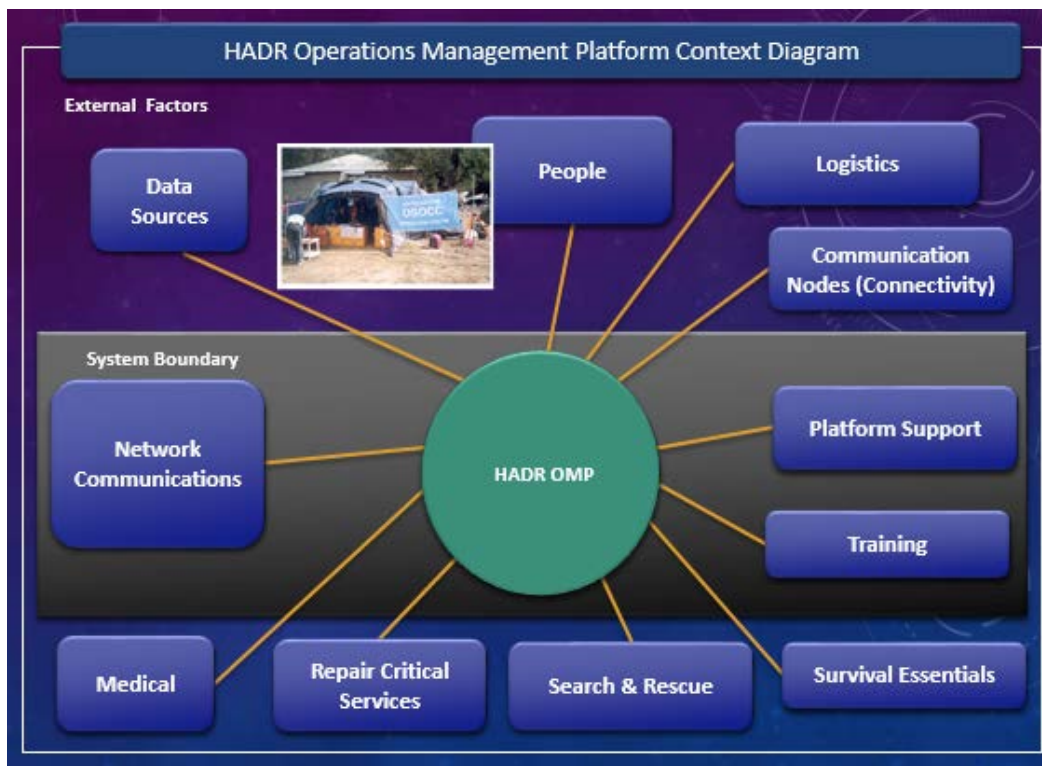 HADR Operations Management Platform Context Diagram
External Factors
Data
Sources
OSOCC
People
Logistics
Communication
Nodes (Connectivity)
System Boundary
Network
Communications
HADR OMP
Platform Support
Training
Medical
Repair Critical
Services
Search & Rescue
Survival Essentials